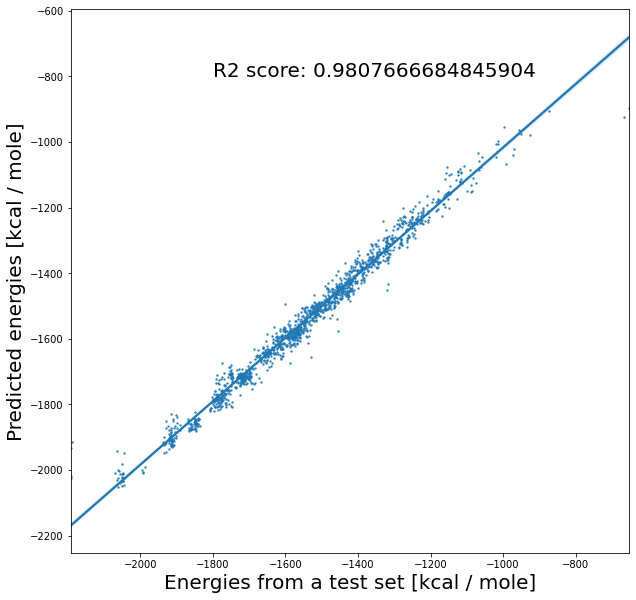 −600
R2 score: 0.9807666684845904
−800
−1000
−1200
−1400
−1600
−1800
−2000
−2200
Predicted energies [kcal / mole]
−2000 −1800 −1600 −1400 −1200 −1000 −800
Energies from a test set [kcal / mole]